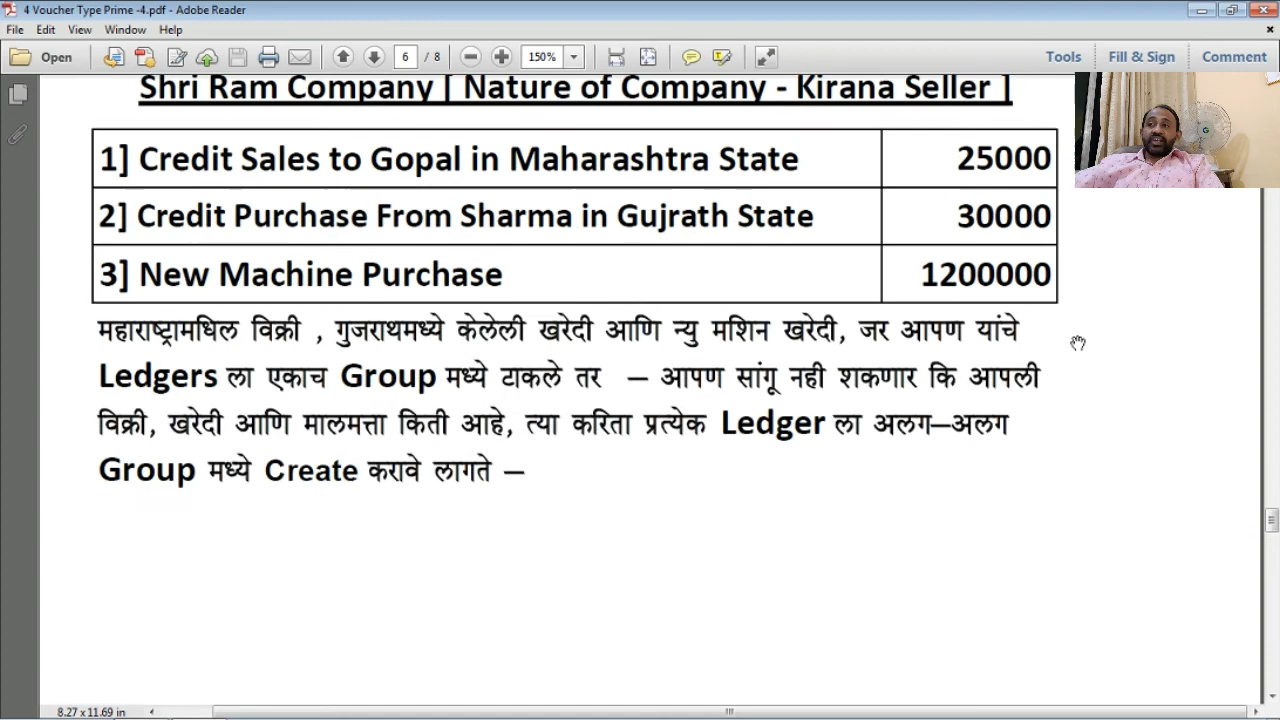 4 Voucher Type Prime -4.pdf - Adobe Reader
File Edit View Window Help
Open 6 / 8 150% Tools Fill & Sign Comment
Shri Ram Company [ Nature of Company - Kirana Seller ]
1] Credit Sales to Gopal in Maharashtra State 25000
2] Credit Purchase From Sharma in Gujrath State 30000
3] New Machine Purchase 1200000
महाराष्ट्रामधिल विक्री , गुजराथमध्ये केलेली खरेदी आणि न्यु मशिन खरेदी, जर आपण यांचे
Ledgers ला एकाच Group मध्ये टाकले तर – आपण सांगू नही शकणार कि आपली
विक्री, खरेदी आणि मालमत्ता किती आहे, त्या करिता प्रत्येक Ledger ला अलग–अलग
Group मध्ये Create करावे लागते –
8.27 x 11.69 in